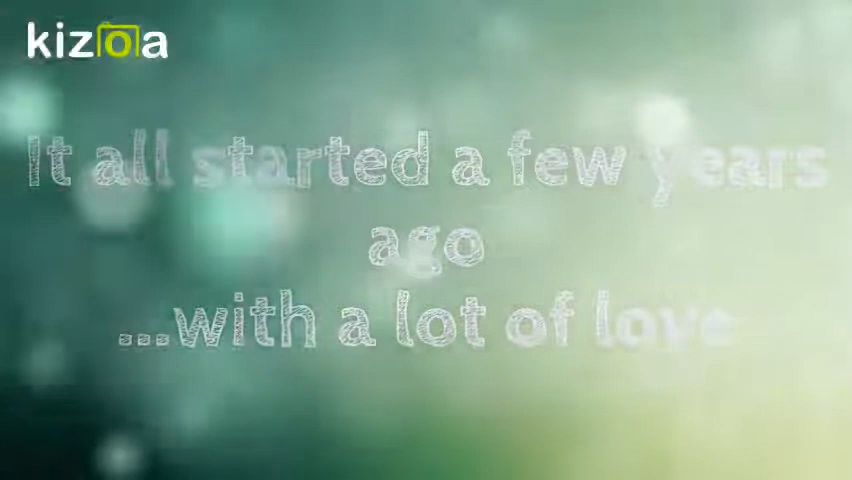 kizoa
It all started a few years
ago
...with a lot of love